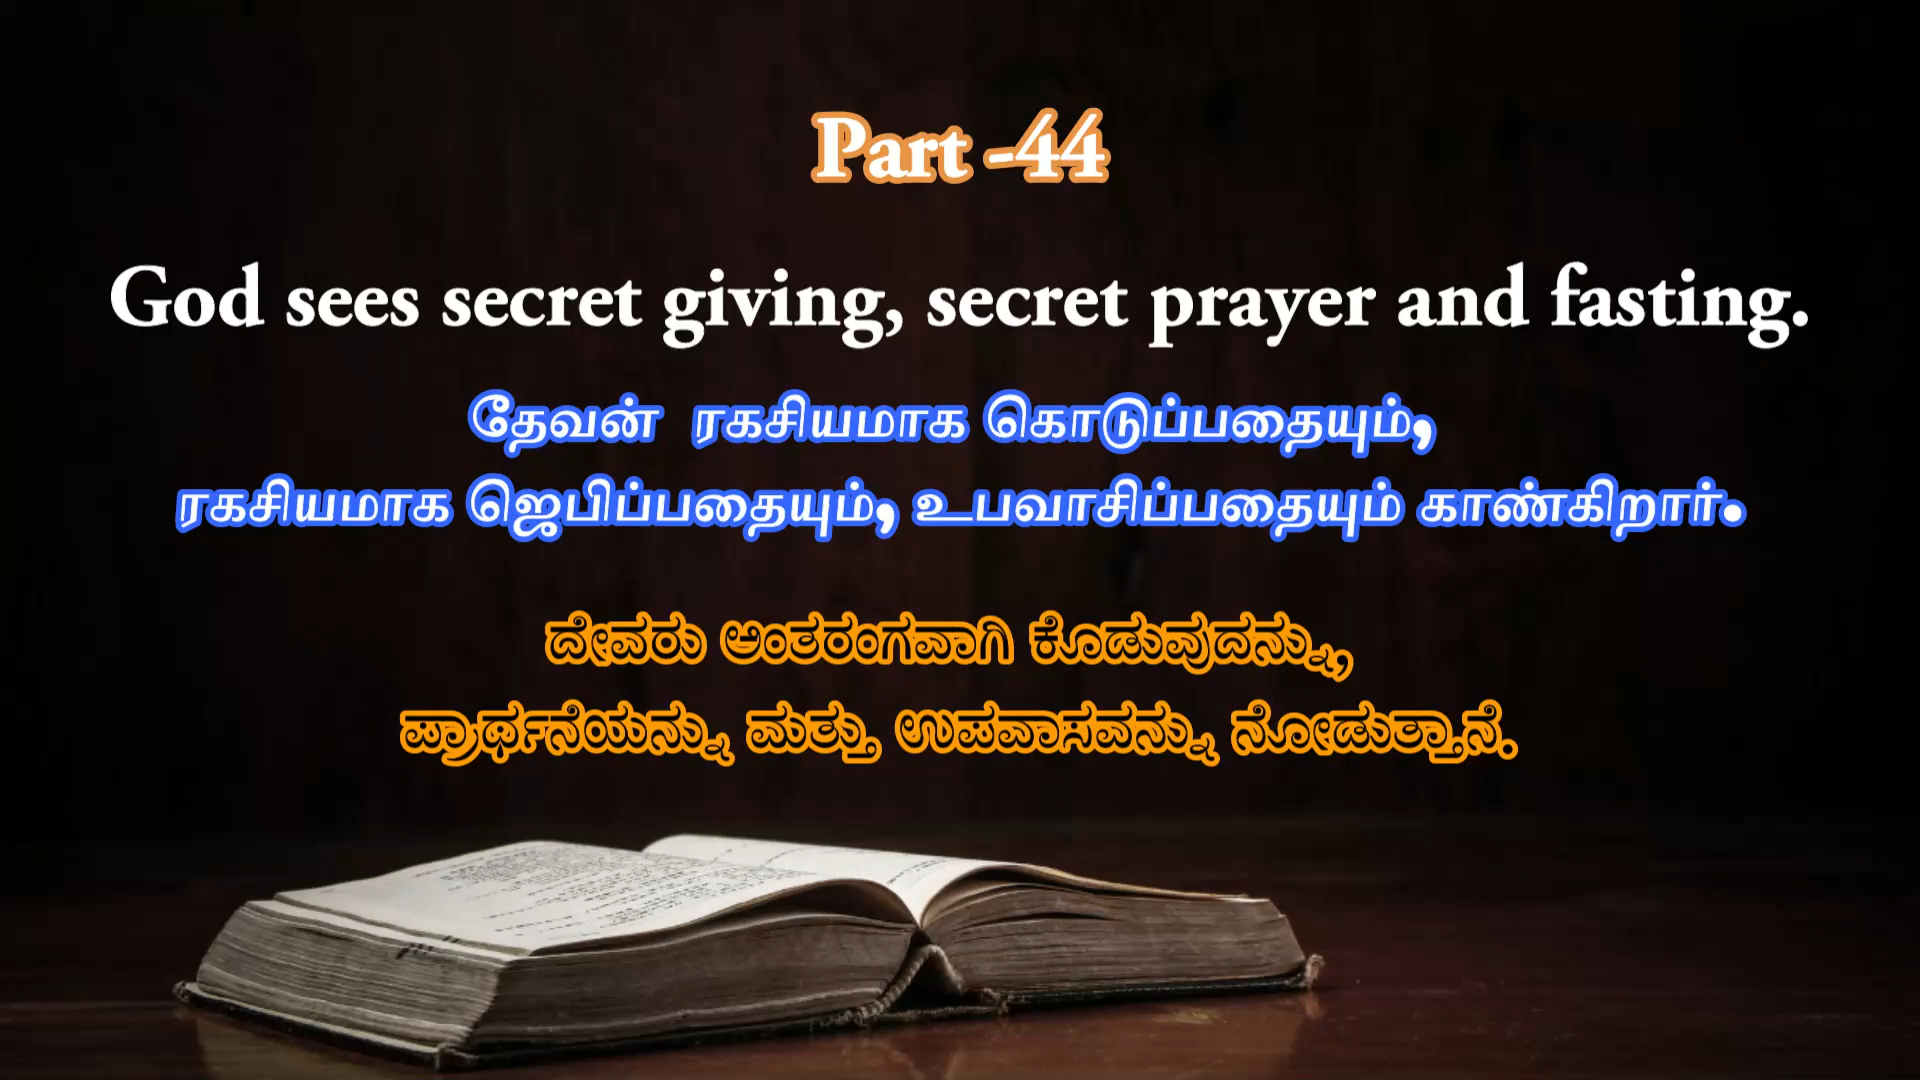 Part -44
God sees secret giving, secret prayer and fasting.
தேவன் ரகசியமாக கொடுப்பதையும்,
ரகசியமாக ஜெபிப்பதையும், உபவாசிப்பதையும் காண்கிறார்.
ದೇವರು ಅಂತರಂಗವಾಗಿ ಕೊಡುವುದನ್ನು,
ಪ್ರಾರ್ಥನೆಯನ್ನು ಮತ್ತು ಉಪವಾಸವನ್ನು ನೋಡುತ್ತಾನೆ.